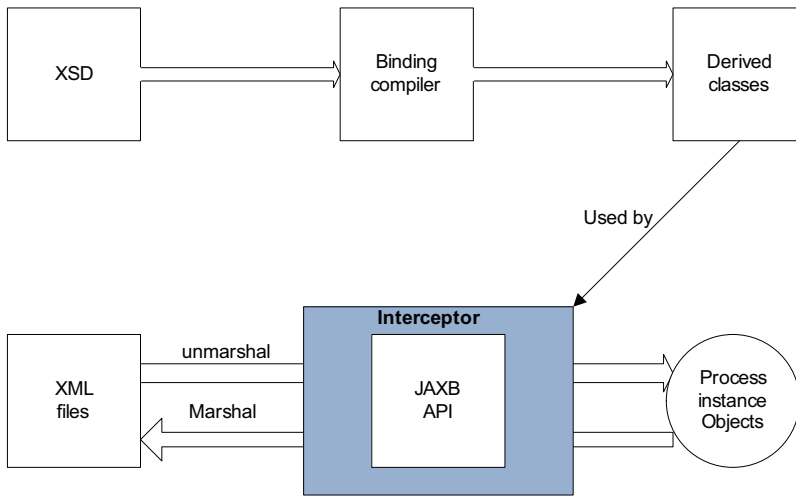 XSD
Binding
compiler
Derived
classes
Used by
Interceptor
XML
files
unmarshal
Marshal
JAXB
API
Process
instance
Objects